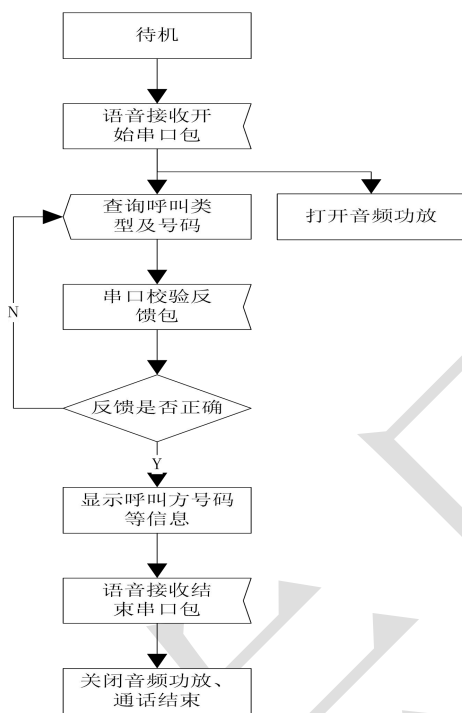 待机
语音接收开
始串口包
查询呼叫类
型及号码
打开音频功放
串口校验反
馈包
N
反馈是否正确
Y
显示呼叫方号码
等信息
语音接收结
束串口包
关闭音频功放、
通话结束